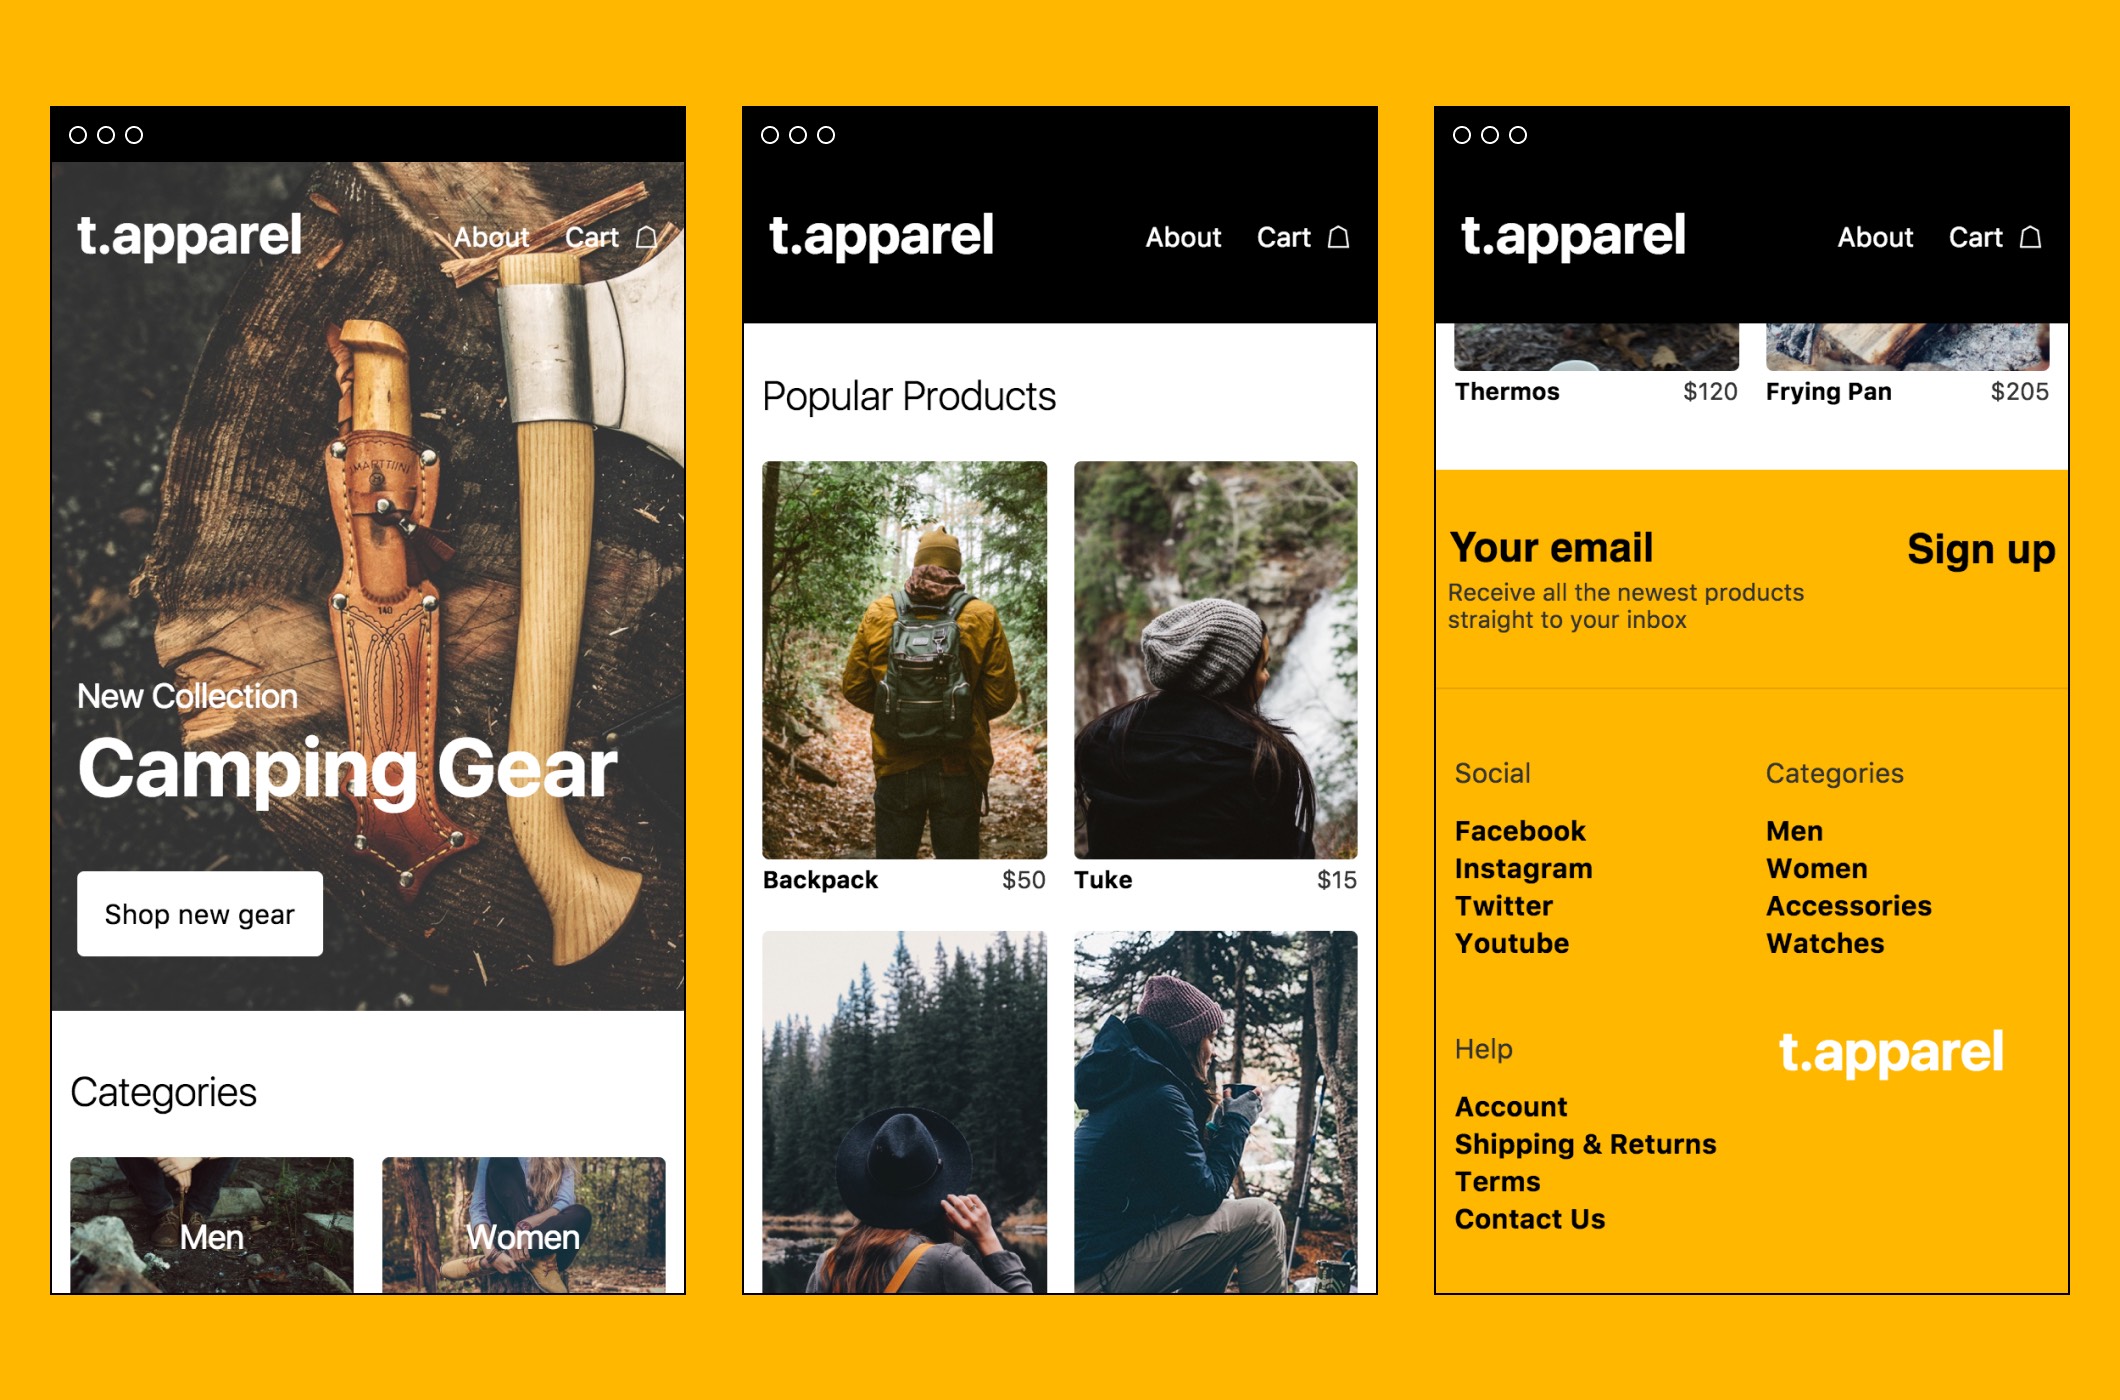 t.apparel
About Cart
MARTTIINI
140
New Collection
Camping Gear
Shop new gear
Categories
Men Women
t.apparel
About Cart
Popular Products
Backpack $50 Tuke $15
t.apparel
About Cart
Thermos $120 Frying Pan $205
Your email Sign up
Receive all the newest products
straight to your inbox
Social
Facebook
Instagram
Twitter
Youtube
Categories
Men
Women
Accessories
Watches
Help
Account
Shipping & Returns
Terms
Contact Us
t.apparel